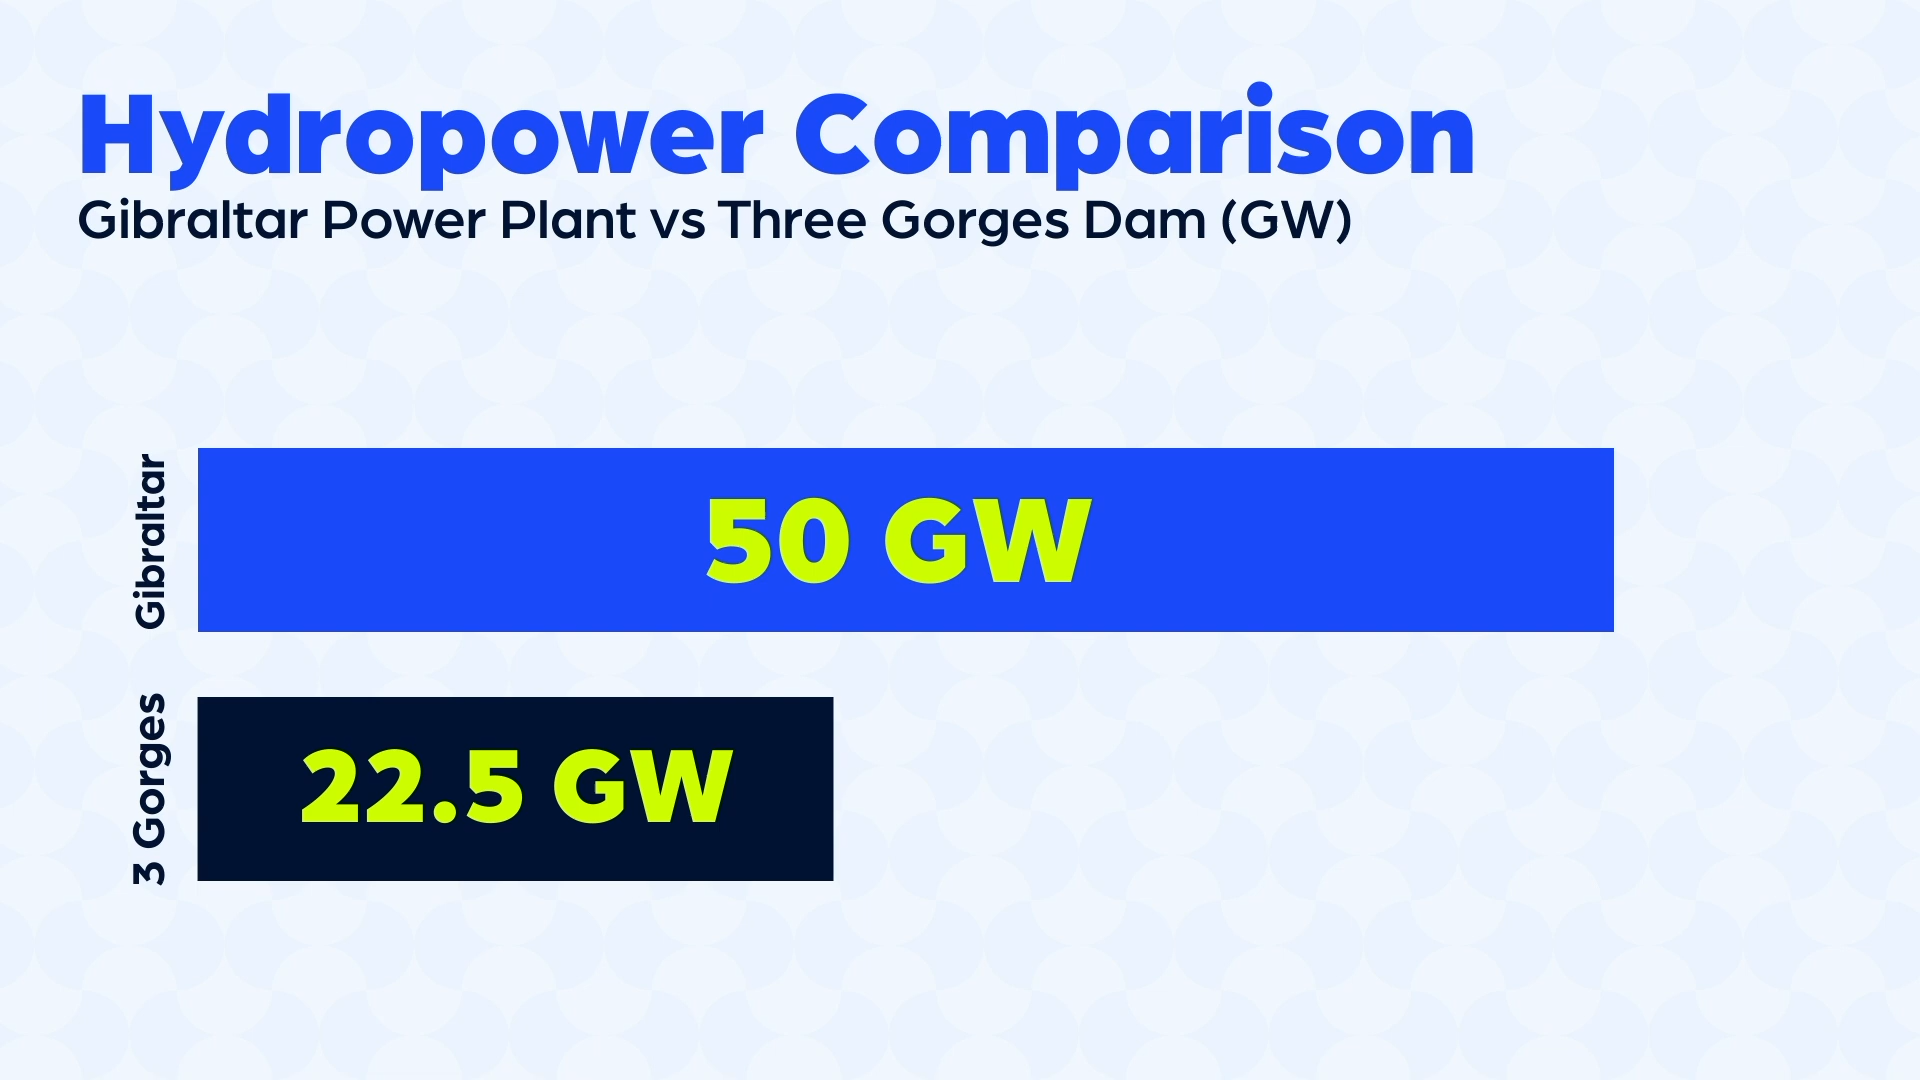 Hydropower Comparison
Gibraltar Power Plant vs Three Gorges Dam (GW)
Gibraltar
50 GW
3 Gorges
22.5 GW